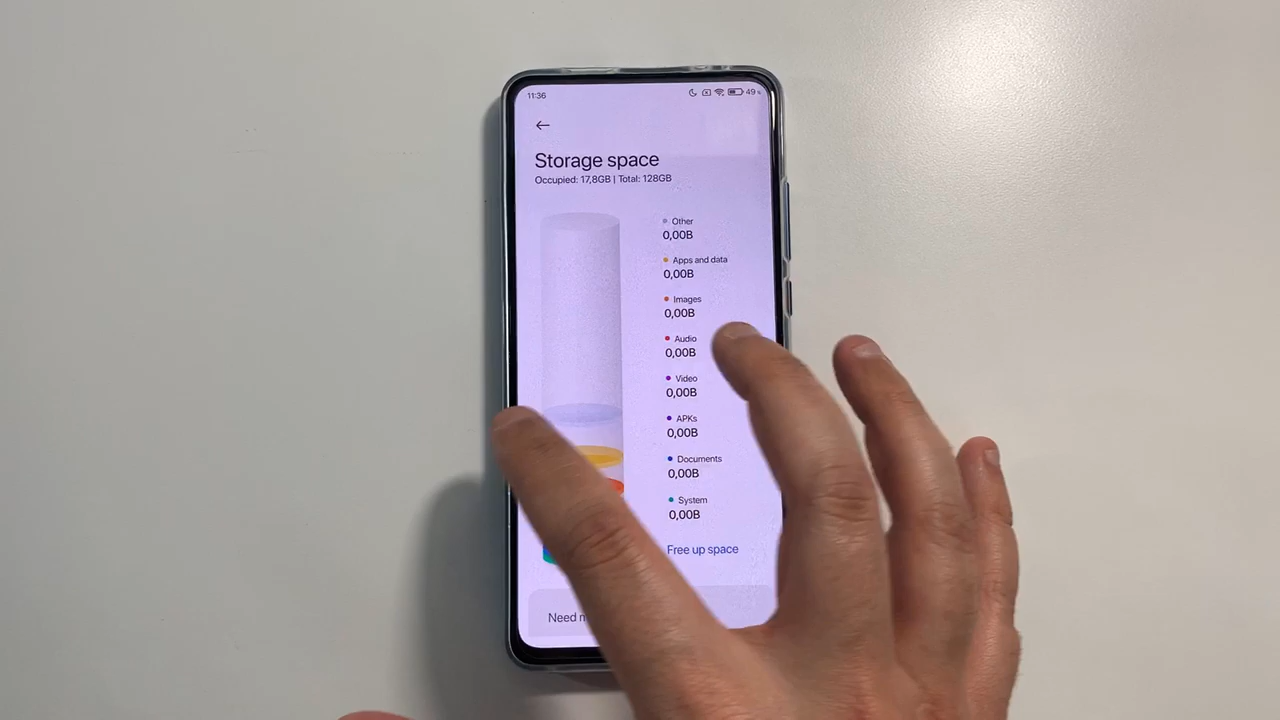 11:36
49%
Storage space
Occupied: 17,8GB | Total: 128GB
Other
0,00B
Apps and data
0,00B
Images
0,00B
Audio
0,00B
Video
0,00B
APKs
0,00B
Documents
0,00B
System
0,00B
Free up space
Need